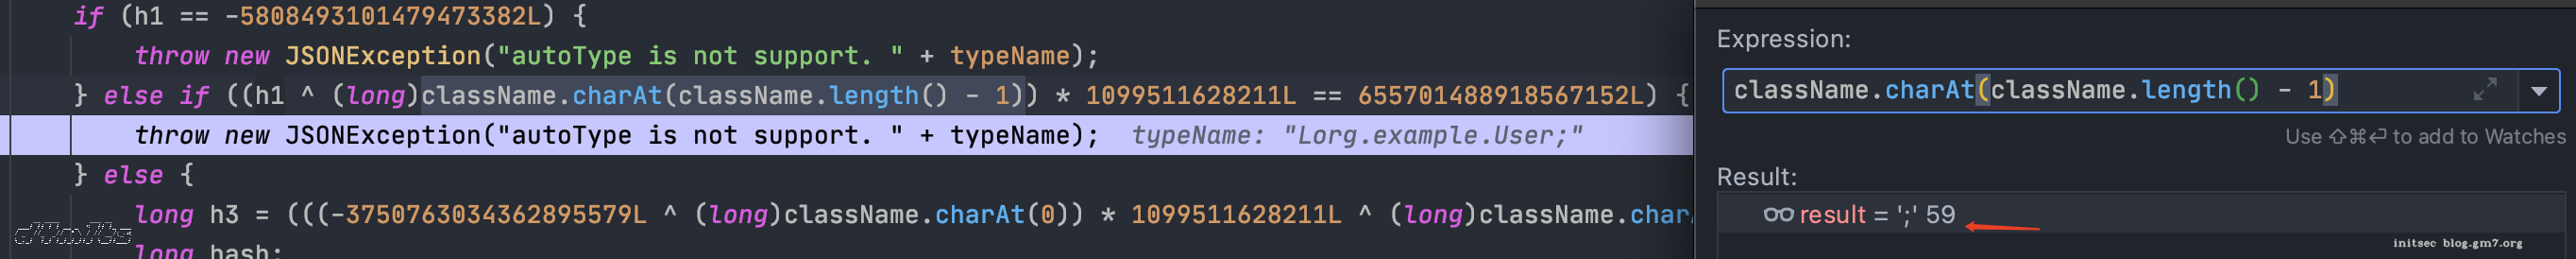 if (h1 == -5808493101479473382L) {
throw new JSONException("autoType is not support. " + typeName);
} else if ((h1 ^ (long)className.charAt(className.length() - 1)) * 1099511628211L == 655701488918567152L) {
throw new JSONException("autoType is not support. " + typeName);  typeName: "Lorg.example.User;"
} else {
long h3 = (((-3750763034362895579L ^ (long)className.charAt(0)) * 1099511628211L ^ (long)className.char
long hash;
Expression:
className.charAt(className.length() - 1)
Use ⇧⌘⏎ to add to Watches
Result:
result = ';' 59
initsec blog.gm7.org